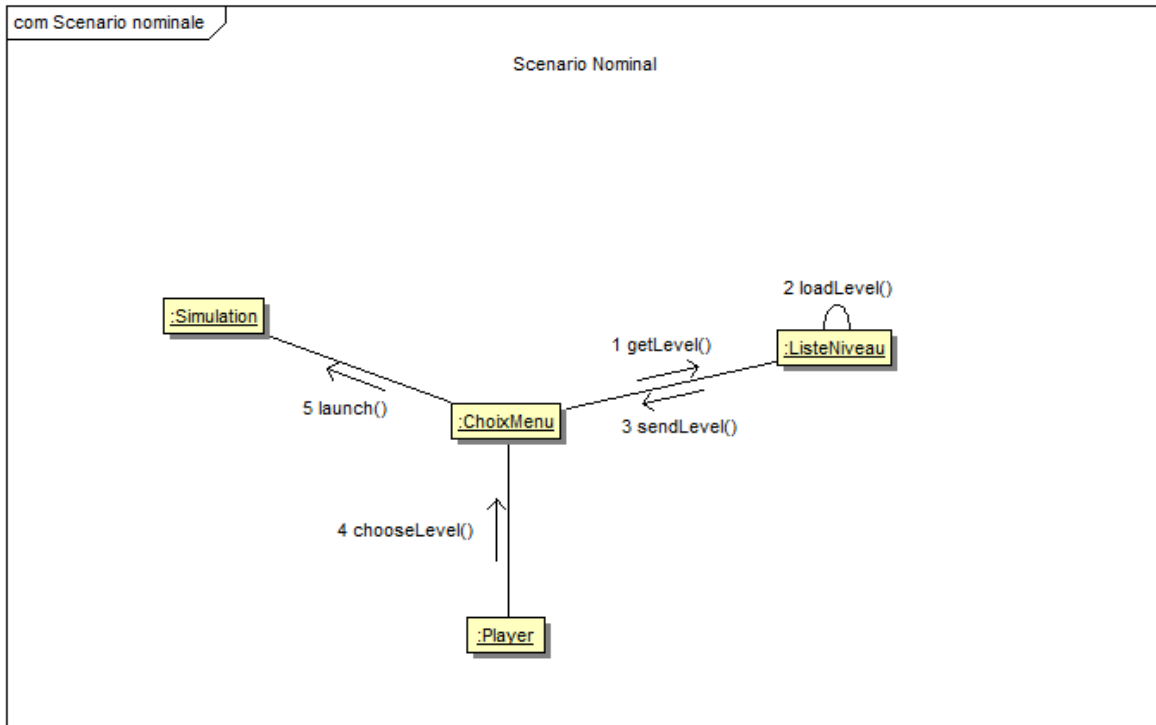 com Scenario nominale
Scenario Nominal
2 loadLevel()
:Simulation
1 getLevel()
:ListeNiveau
5 launch()
:ChoixMenu
3 sendLevel()
4 chooseLevel()
:Player